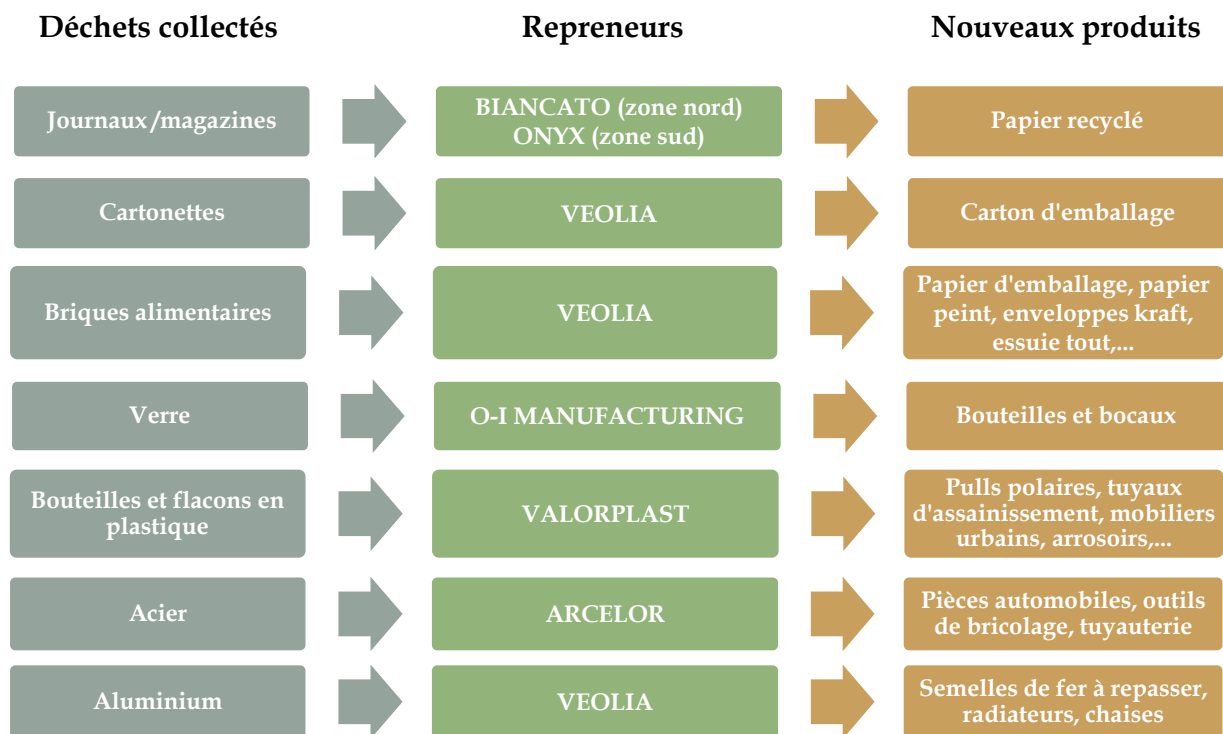 Déchets collectés
Repreneurs
Nouveaux produits
Journaux/magazines
BIANCATO (zone nord)
ONYX (zone sud)
Papier recyclé
Cartonettes
VEOLIA
Carton d'emballage
Briques alimentaires
VEOLIA
Papier d'emballage, papier
peint, enveloppes kraft,
essuie tout,...
Verre
O-I MANUFACTURING
Bouteilles et bocaux
Bouteilles et flacons en
plastique
VALORPLAST
Pulls polaires, tuyaux
d'assainissement, mobiliers
urbains, arrosoirs,...
Acier
ARCELOR
Pièces automobiles, outils
de bricolage, tuyauterie
Aluminium
VEOLIA
Semelles de fer à repasser,
radiateurs, chaises